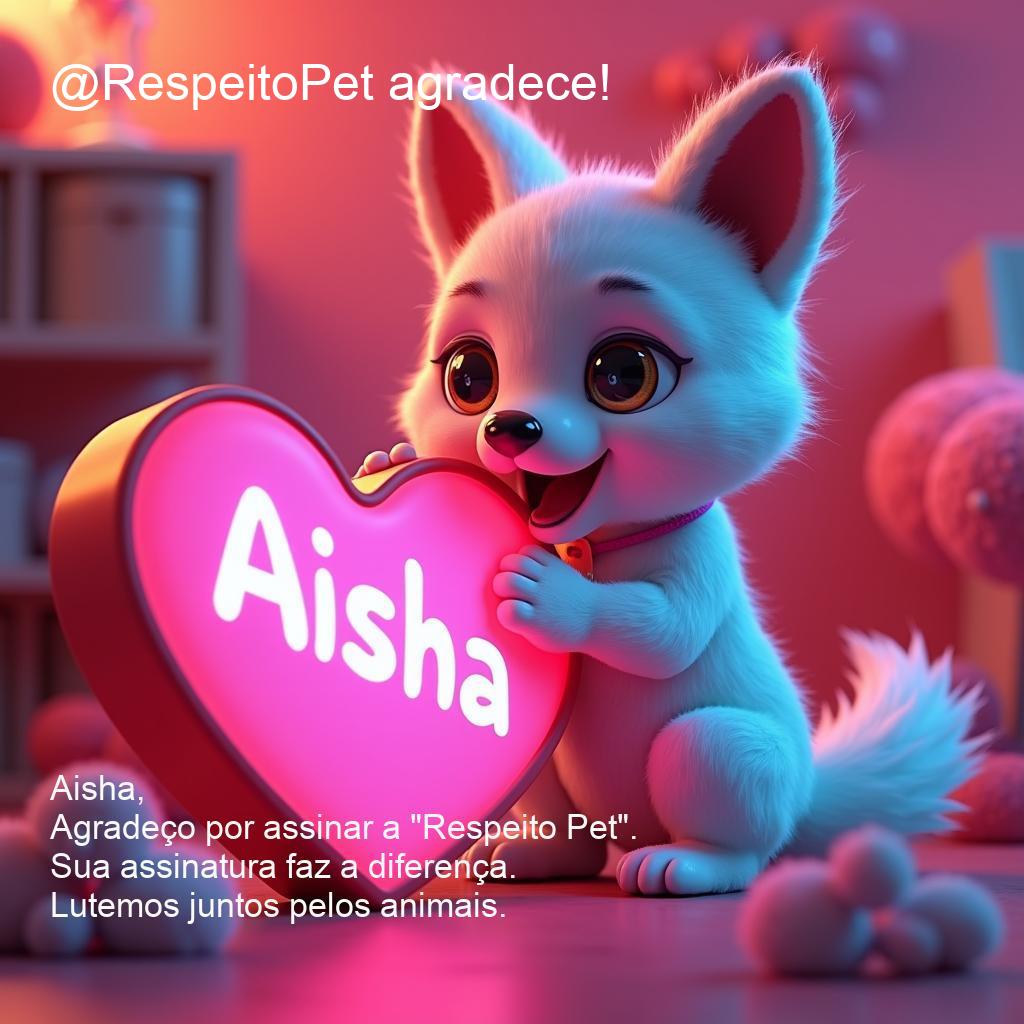 @RespeitoPet agradece!
Aisha
Aisha,
Agradeço por assinar a "Respeito Pet".
Sua assinatura faz a diferença.
Lutemos juntos pelos animais.